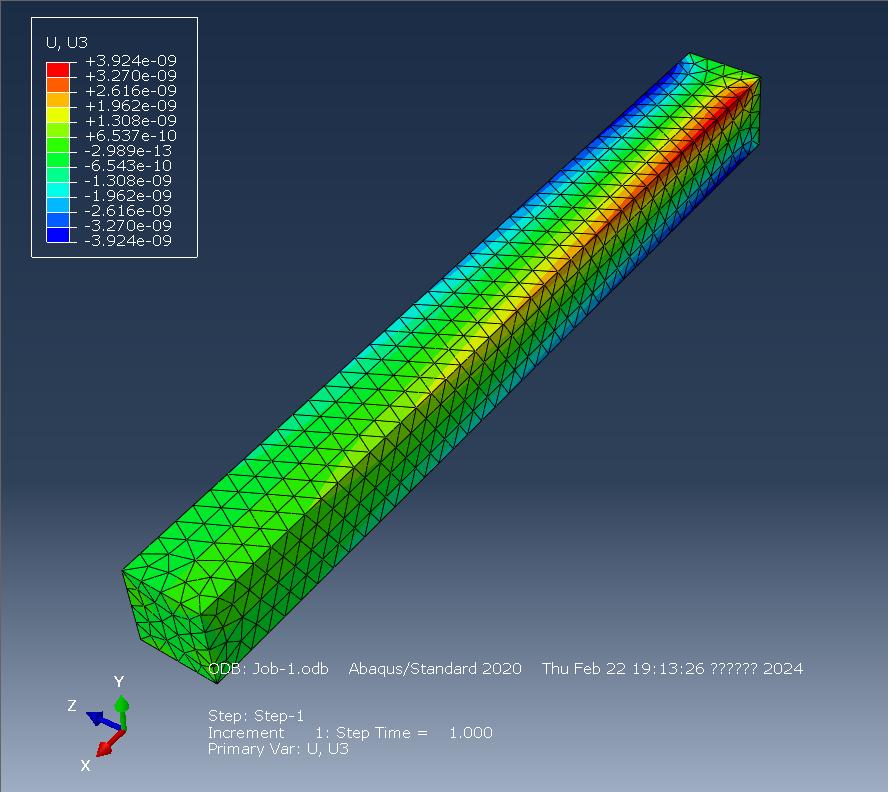 U, U3
+3.924e-09
+3.270e-09
+2.616e-09
+1.962e-09
+1.308e-09
+6.537e-10
-2.989e-13
-6.543e-10
-1.308e-09
-1.962e-09
-2.616e-09
-3.270e-09
-3.924e-09
ODB: Job-1.odb Abaqus/Standard 2020 Thu Feb 22 19:13:26 ?????? 2024
Y
Z
X
Step: Step-1
Increment 1: Step Time = 1.000
Primary Var: U, U3